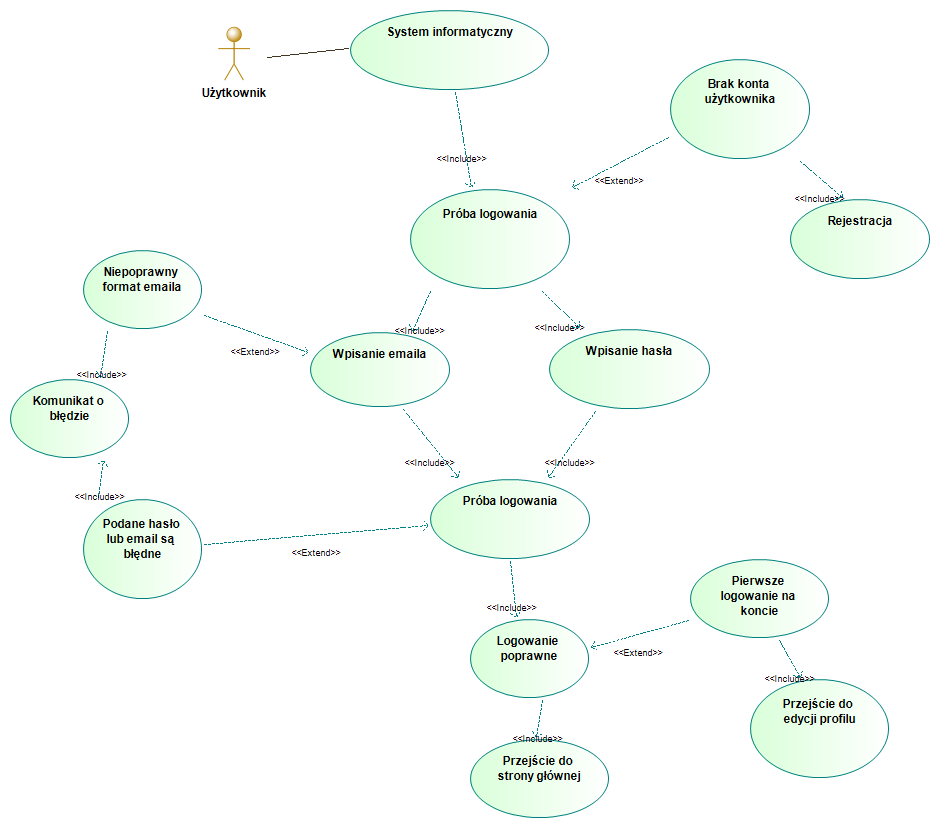 System informatyczny
Użytkownik
Brak konta
użytkownika
<<Include>>
<<Extend>>
<<Include>>
Próba logowania
Rejestracja
Niepoprawny
format emaila
<<Include>>
<<Include>>
<<Extend>>
Wpisanie emaila
Wpisanie hasła
<<Include>>
Komunikat o
błędzie
<<Include>>
<<Include>>
<<Include>>
Próba logowania
Podane hasło
lub email są
błędne
<<Extend>>
Pierwsze
logowanie na
koncie
<<Include>>
Logowanie
poprawne
<<Extend>>
<<Include>>
Przejście do
edycji profilu
<<Include>>
Przejście do
strony głównej